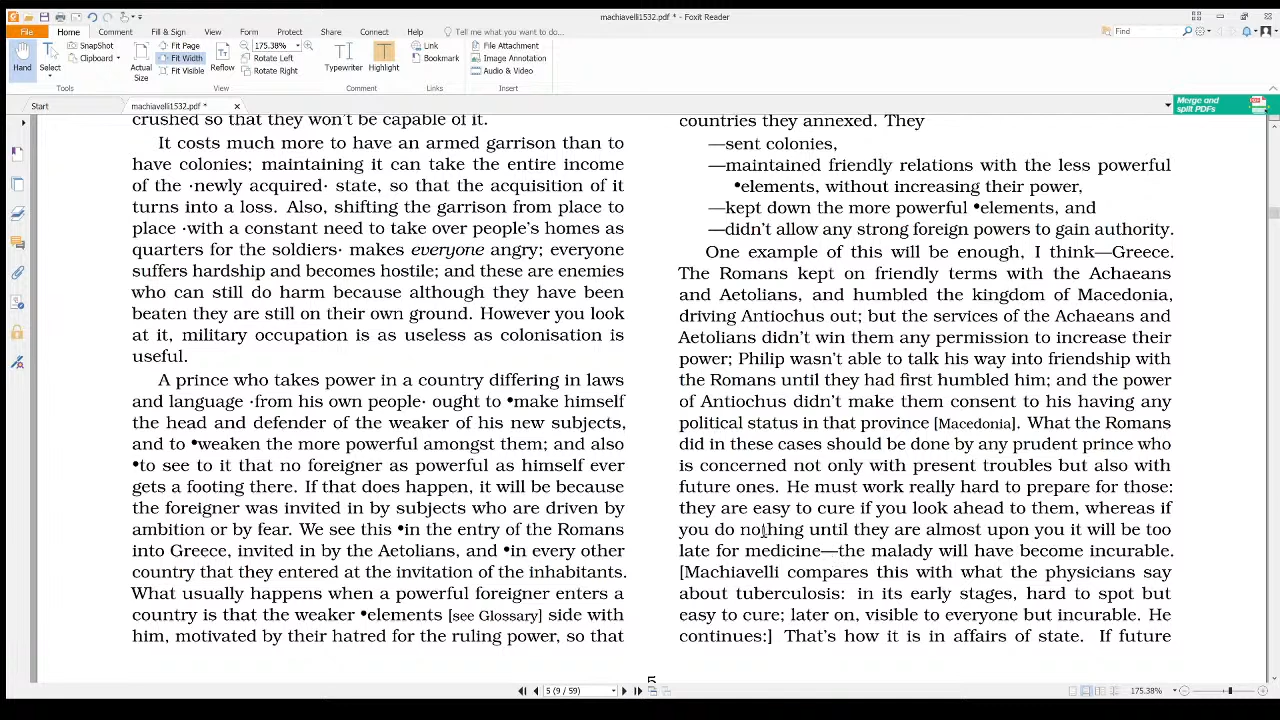 machiavelli1532.pdf * - Foxit Reader
File Home Comment Fill & Sign View Form Protect Share Connect Help Tell me what you want to do... Find
Hand
Select
SnapShot
Clipboard
Tools
Actual Size
Fit Page
Fit Width
Fit Visible
Reflow
175.38%
Rotate Left
Rotate Right
View
Typewriter
Highlight
Comment
Link
Bookmark
Links
File Attachment
Image Annotation
Audio & Video
Insert
Start
machiavelli1532.pdf *
Merge and
split PDFs
crushed so that they won't be capable of it.
It costs much more to have an armed garrison than to
have colonies; maintaining it can take the entire income
of the ·newly acquired· state, so that the acquisition of it
turns into a loss. Also, shifting the garrison from place to
place ·with a constant need to take over people's homes as
quarters for the soldiers· makes everyone angry; everyone
suffers hardship and becomes hostile; and these are enemies
who can still do harm because although they have been
beaten they are still on their own ground. However you look
at it, military occupation is as useless as colonisation is
useful.
A prince who takes power in a country differing in laws
and language ·from his own people· ought to •make himself
the head and defender of the weaker of his new subjects,
and to •weaken the more powerful amongst them; and also
•to see to it that no foreigner as powerful as himself ever
gets a footing there. If that does happen, it will be because
the foreigner was invited in by subjects who are driven by
ambition or by fear. We see this •in the entry of the Romans
into Greece, invited in by the Aetolians, and •in every other
country that they entered at the invitation of the inhabitants.
What usually happens when a powerful foreigner enters a
country is that the weaker •elements [see Glossary] side with
him, motivated by their hatred for the ruling power, so that
countries they annexed. They
—sent colonies,
—maintained friendly relations with the less powerful
•elements, without increasing their power,
—kept down the more powerful •elements, and
—didn't allow any strong foreign powers to gain authority.
One example of this will be enough, I think—Greece.
The Romans kept on friendly terms with the Achaeans
and Aetolians, and humbled the kingdom of Macedonia,
driving Antiochus out; but the services of the Achaeans and
Aetolians didn't win them any permission to increase their
power; Philip wasn't able to talk his way into friendship with
the Romans until they had first humbled him; and the power
of Antiochus didn't make them consent to his having any
political status in that province [Macedonia]. What the Romans
did in these cases should be done by any prudent prince who
is concerned not only with present troubles but also with
future ones. He must work really hard to prepare for those:
they are easy to cure if you look ahead to them, whereas if
you do nothing until they are almost upon you it will be too
late for medicine—the malady will have become incurable.
[Machiavelli compares this with what the physicians say
about tuberculosis: in its early stages, hard to spot but
easy to cure; later on, visible to everyone but incurable. He
continues:] That's how it is in affairs of state. If future
5
5 (9 / 59)
175.38%